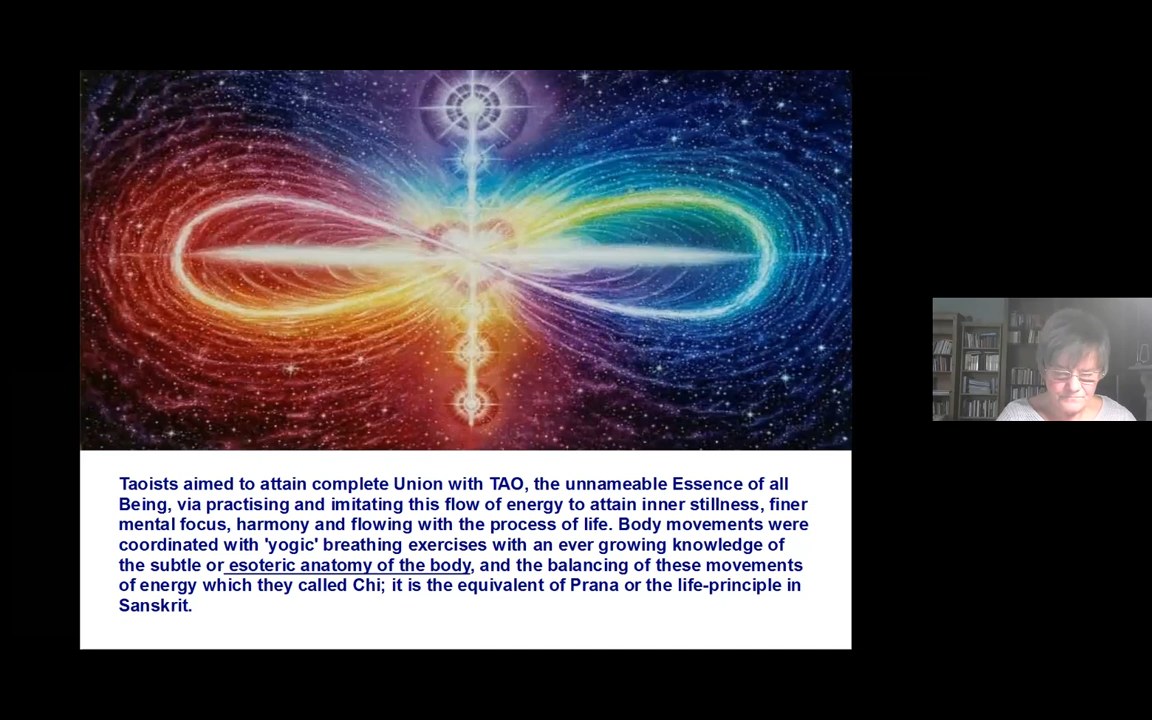 Taoists aimed to attain complete Union with TAO, the unnameable Essence of all
Being, via practising and imitating this flow of energy to attain inner stillness, finer
mental focus, harmony and flowing with the process of life. Body movements were
coordinated with 'yogic' breathing exercises with an ever growing knowledge of
the subtle or esoteric anatomy of the body, and the balancing of these movements
of energy which they called Chi; it is the equivalent of Prana or the life-principle in
Sanskrit.